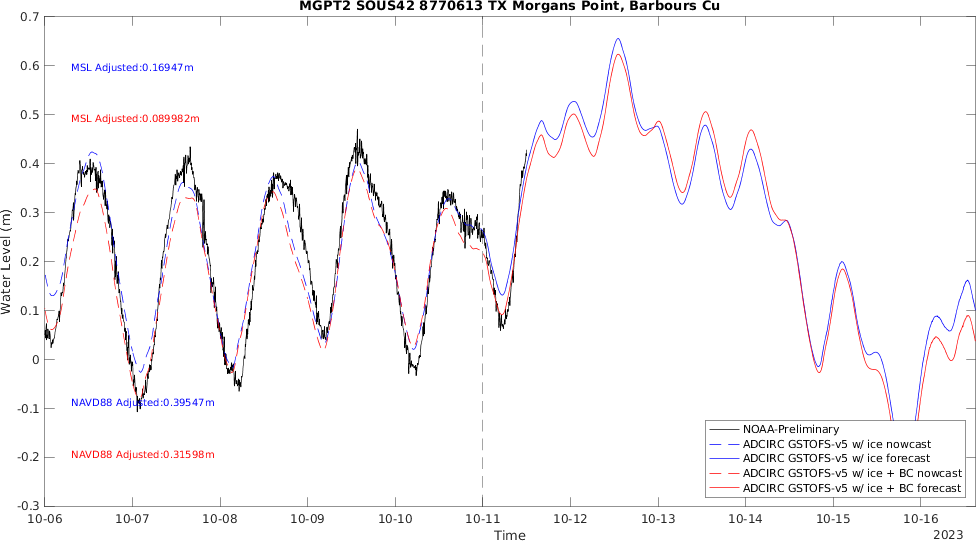 MGPT2 SOUS42 8770613 TX Morgans Point, Barbours Cu
0.7
0.6
0.5
0.4
0.3
0.2
0.1
0
-0.1
-0.2
-0.3
Water Level (m)
MSL Adjusted:0.16947m
MSL Adjusted:0.089982m
NAVD88 Adjusted:0.39547m
NAVD88 Adjusted:0.31598m
NOAA-Preliminary
ADCIRC GSTOFS-v5 w/ ice nowcast
ADCIRC GSTOFS-v5 w/ ice forecast
ADCIRC GSTOFS-v5 w/ ice + BC nowcast
ADCIRC GSTOFS-v5 w/ ice + BC forecast
10-06 10-07 10-08 10-09 10-10 10-11 10-12 10-13 10-14 10-15 10-16
Time
2023